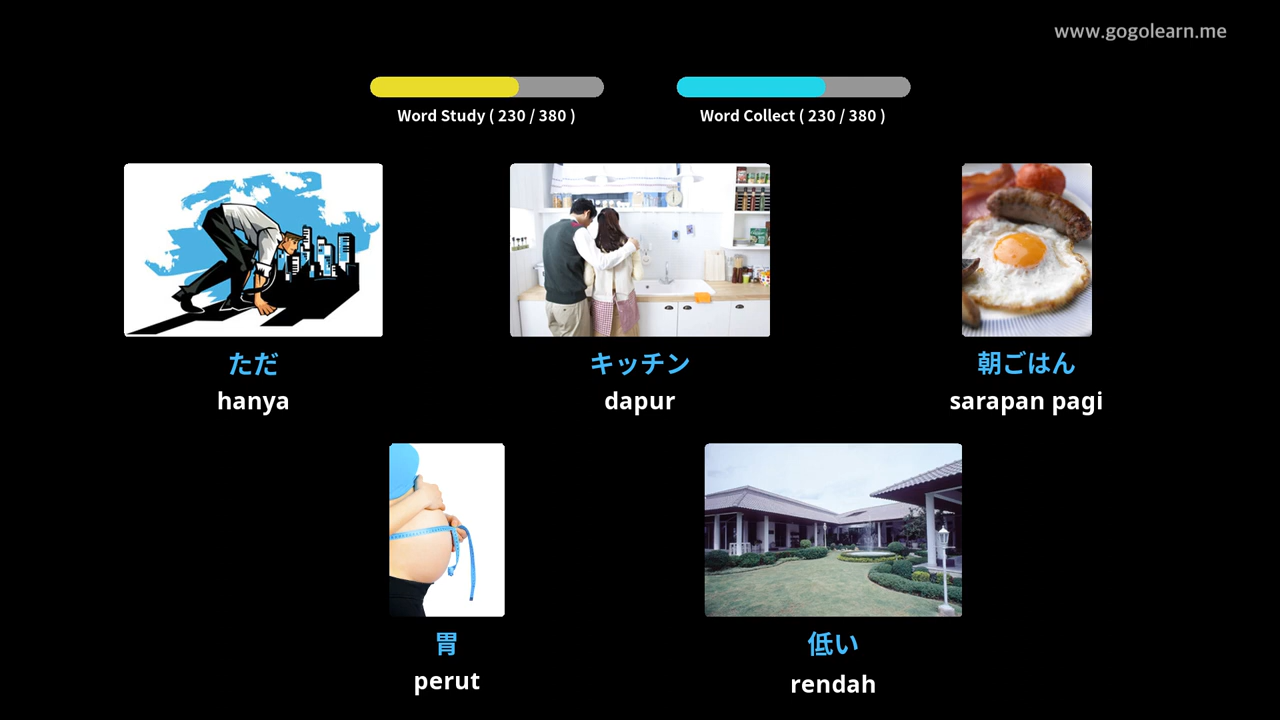 www.gogolearn.me
Word Study ( 230 / 380 )
Word Collect ( 230 / 380 )
ただ
hanya
キッチン
dapur
朝ごはん
sarapan pagi
胃
perut
低い
rendah